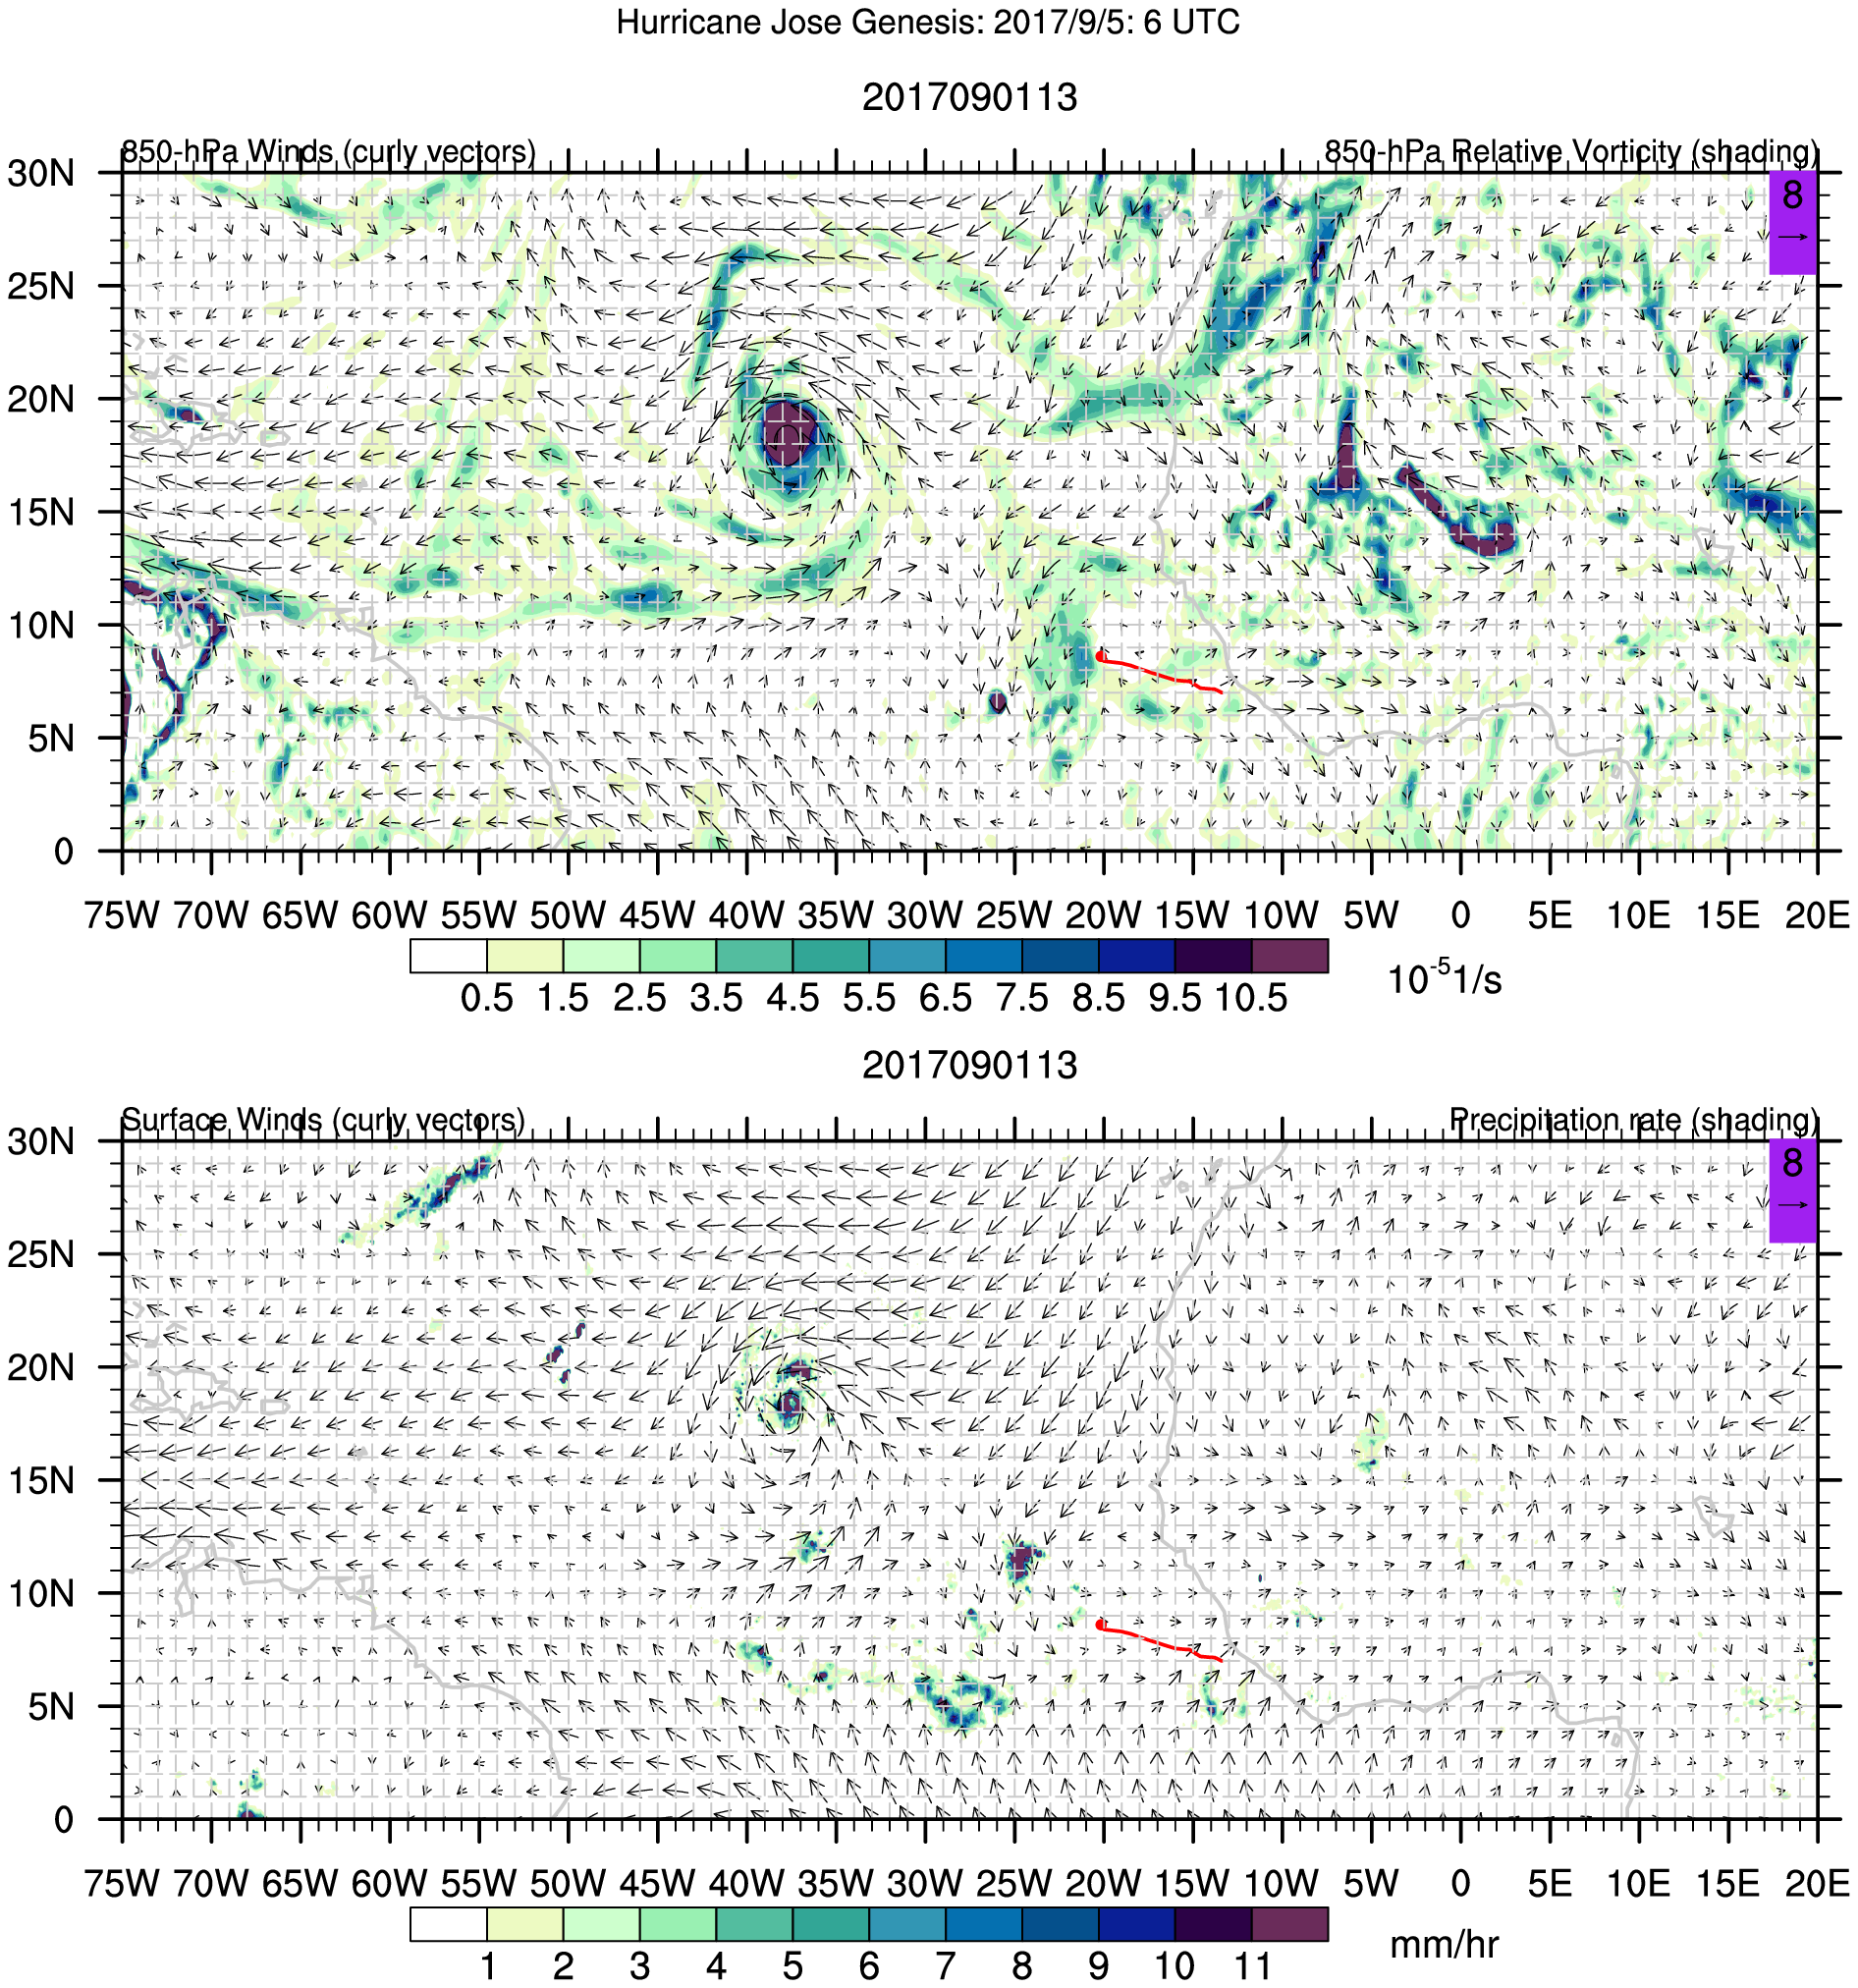 Hurricane Jose Genesis: 2017/9/5: 6 UTC
2017090113
850-hPa Winds (curly vectors)
850-hPa Relative Vorticity (shading)
8
30N
25N
20N
15N
10N
5N
0
75W 70W 65W 60W 55W 50W 45W 40W 35W 30W 25W 20W 15W 10W 5W 0 5E 10E 15E 20E
0.5 1.5 2.5 3.5 4.5 5.5 6.5 7.5 8.5 9.5 10.5
10-51/s
2017090113
Surface Winds (curly vectors)
Precipitation rate (shading)
8
30N
25N
20N
15N
10N
5N
0
75W 70W 65W 60W 55W 50W 45W 40W 35W 30W 25W 20W 15W 10W 5W 0 5E 10E 15E 20E
1 2 3 4 5 6 7 8 9 10 11
mm/hr